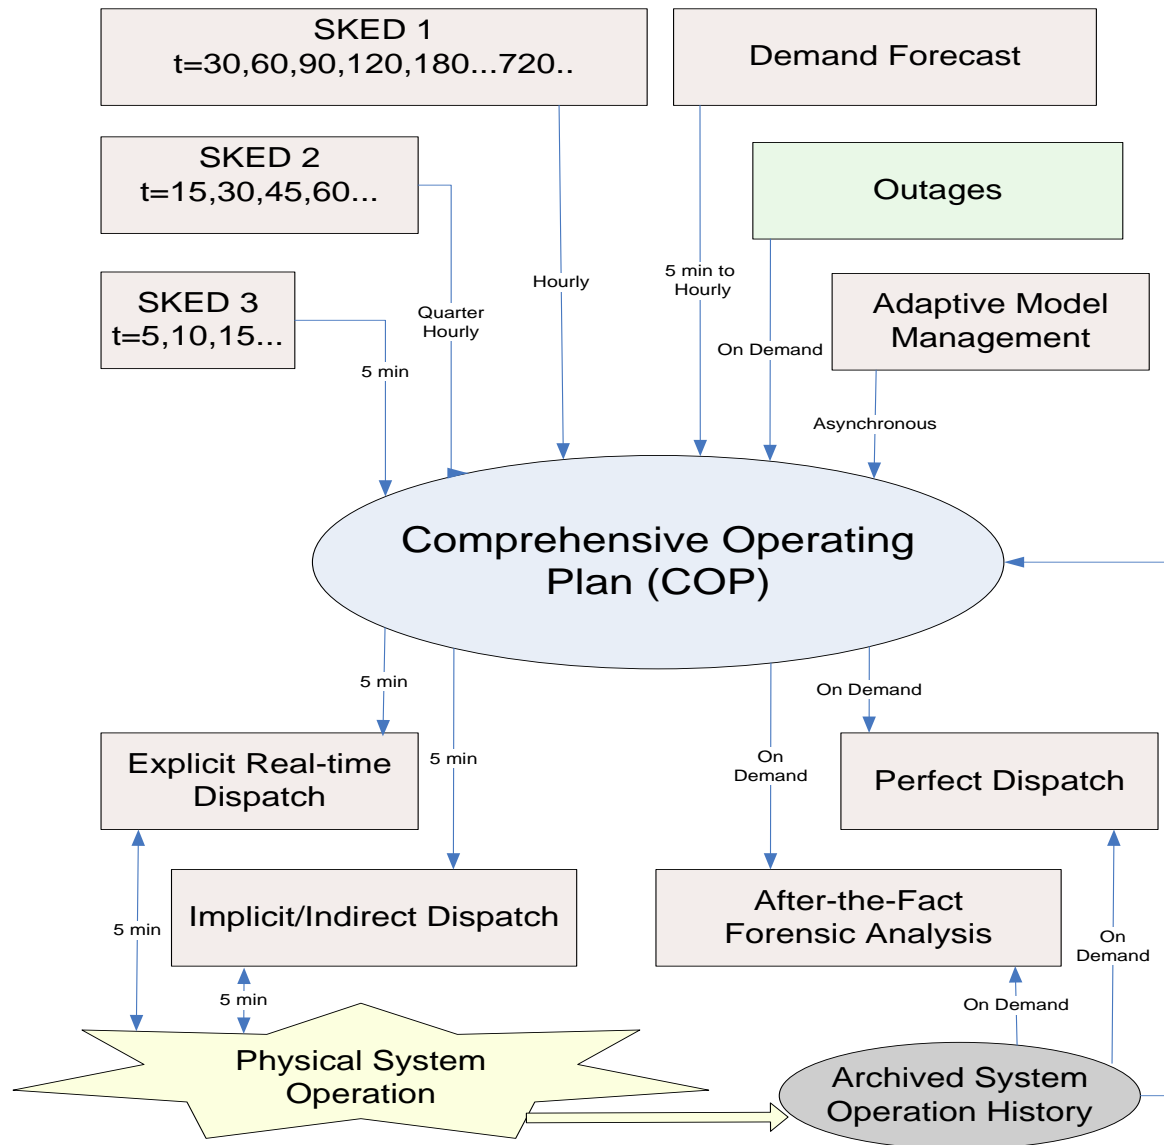 SKED 1
t=30,60,90,120,180...720..
Demand Forecast
SKED 2
t=15,30,45,60...
Outages
SKED 3
t=5,10,15...
Adaptive Model
Management
Hourly
5 min to
Hourly
Quarter
Hourly
On Demand
5 min
Asynchronous
Comprehensive Operating
Plan (COP)
5 min
On Demand
5 min
On
Demand
Explicit Real-time
Dispatch
Perfect Dispatch
Implicit/Indirect Dispatch
After-the-Fact
Forensic Analysis
5 min
On
Demand
5 min
On Demand
Physical System
Operation
Archived System
Operation History